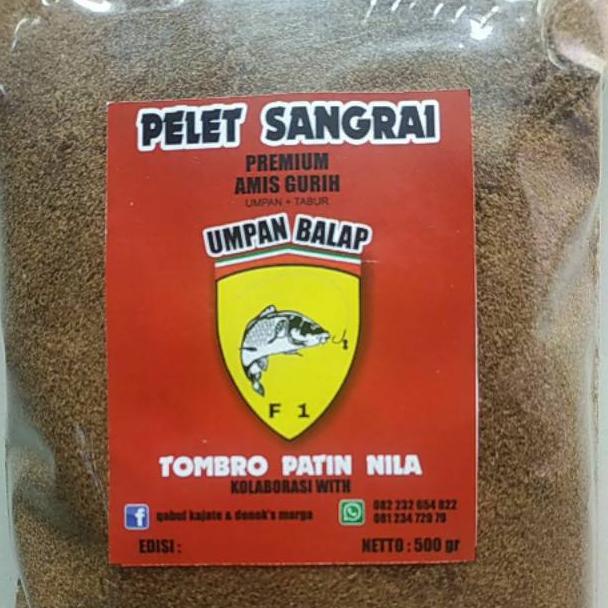 PELET SANGRAI
PREMIUM
AMIS GURIH
UMPAN + TABUR
UMPAN BALAP
F 1
TOMBRO PATIN NILA
KOLABORASI WITH
f qabul kajate & denok's marga
082 232 654 822
081 234 729 79
EDISI :
NETTO : 500 gr